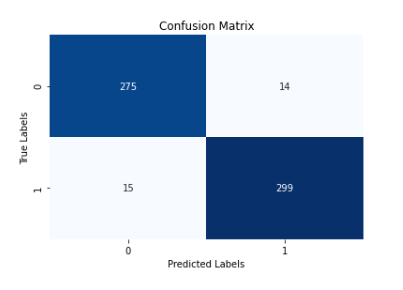 Confusion Matrix
0
275
14
True Labels
1
15
299
0
1
Predicted Labels